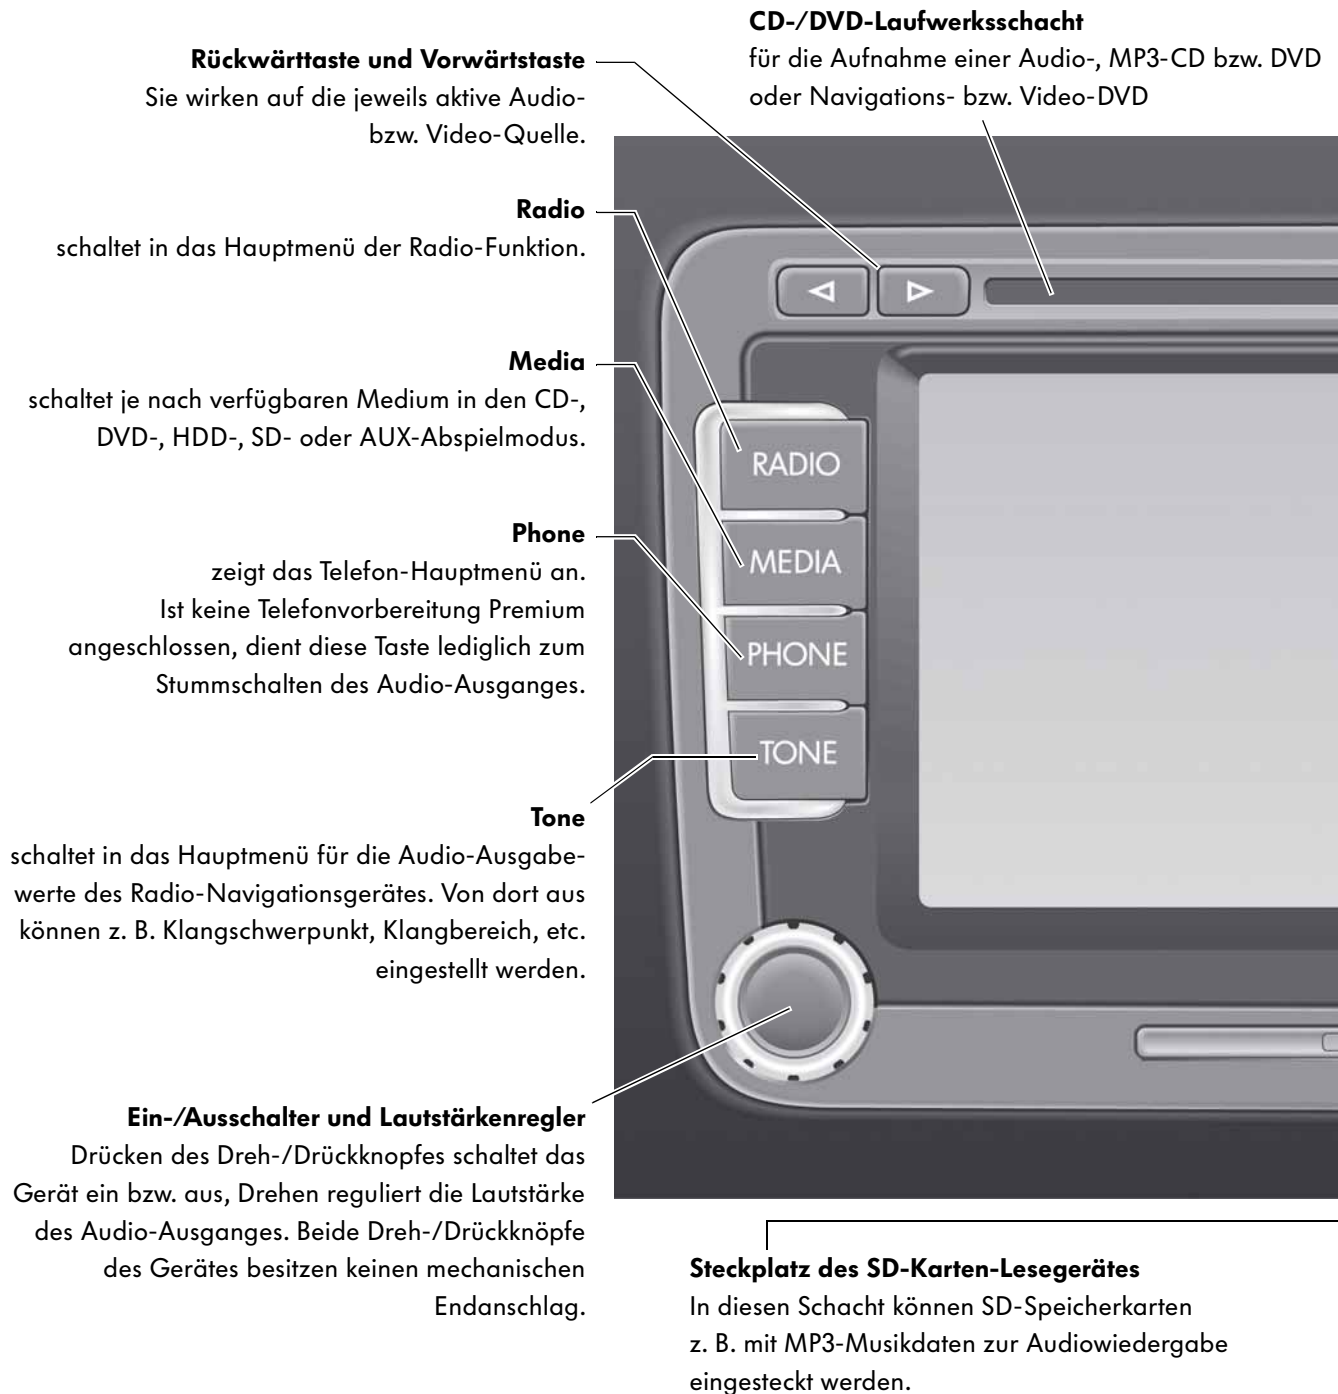 CD-/DVD-Laufwerksschacht
für die Aufnahme einer Audio-, MP3-CD bzw. DVD
oder Navigations- bzw. Video-DVD
Rückwärttaste und Vorwärtstaste
Sie wirken auf die jeweils aktive Audio-
bzw. Video-Quelle.
Radio
schaltet in das Hauptmenü der Radio-Funktion.
Media
schaltet je nach verfügbaren Medium in den CD-,
DVD-, HDD-, SD- oder AUX-Abspielmodus.
Phone
zeigt das Telefon-Hauptmenü an.
Ist keine Telefonvorbereitung Premium
angeschlossen, dient diese Taste lediglich zum
Stummschalten des Audio-Ausganges.
Tone
schaltet in das Hauptmenü für die Audio-Ausgabe-
werte des Radio-Navigationsgerätes. Von dort aus
können z. B. Klangschwerpunkt, Klangbereich, etc.
eingestellt werden.
Ein-/Ausschalter und Lautstärkenregler
Drücken des Dreh-/Drückknopfes schaltet das
Gerät ein bzw. aus, Drehen reguliert die Lautstärke
des Audio-Ausganges. Beide Dreh-/Drückknöpfe
des Gerätes besitzen keinen mechanischen
Endanschlag.
RADIO
MEDIA
PHONE
TONE
Steckplatz des SD-Karten-Lesegerätes
In diesen Schacht können SD-Speicherkarten
z. B. mit MP3-Musikdaten zur Audiowiedergabe
eingesteckt werden.